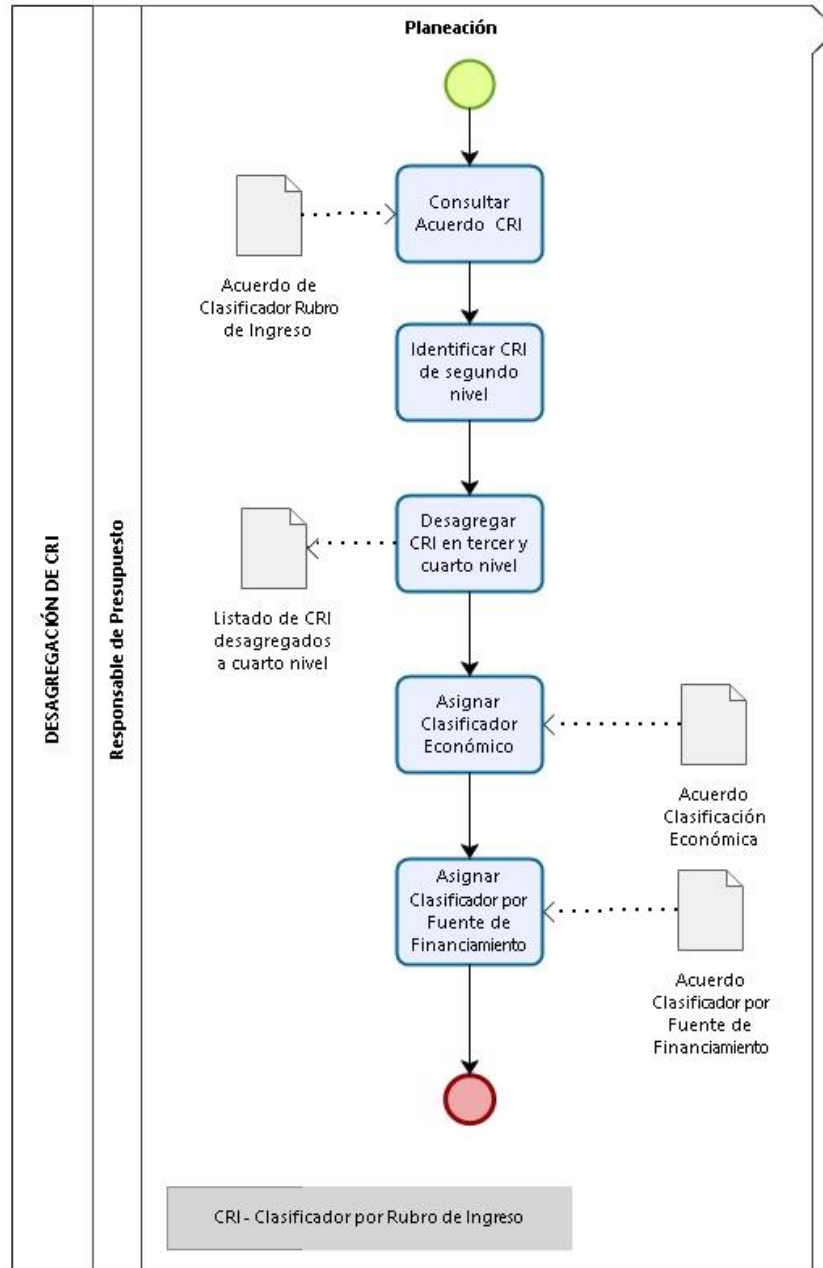 Planeación
DESAGREGACIÓN DE CRI
Responsable de Presupuesto
Consultar
Acuerdo CRI
Acuerdo de
Clasificador Rubro
de Ingreso
Identificar CRI
de segundo
nivel
Desagregar
CRI en tercer y
cuarto nivel
Listado de CRI
desagregados
a cuarto nivel
Asignar
Clasificador
Económico
Acuerdo
Clasificación
Económica
Asignar
Clasificador por
Fuente de
Financiamiento
Acuerdo
Clasificador por
Fuente de
Financiamiento
CRI - Clasificador por Rubro de Ingreso